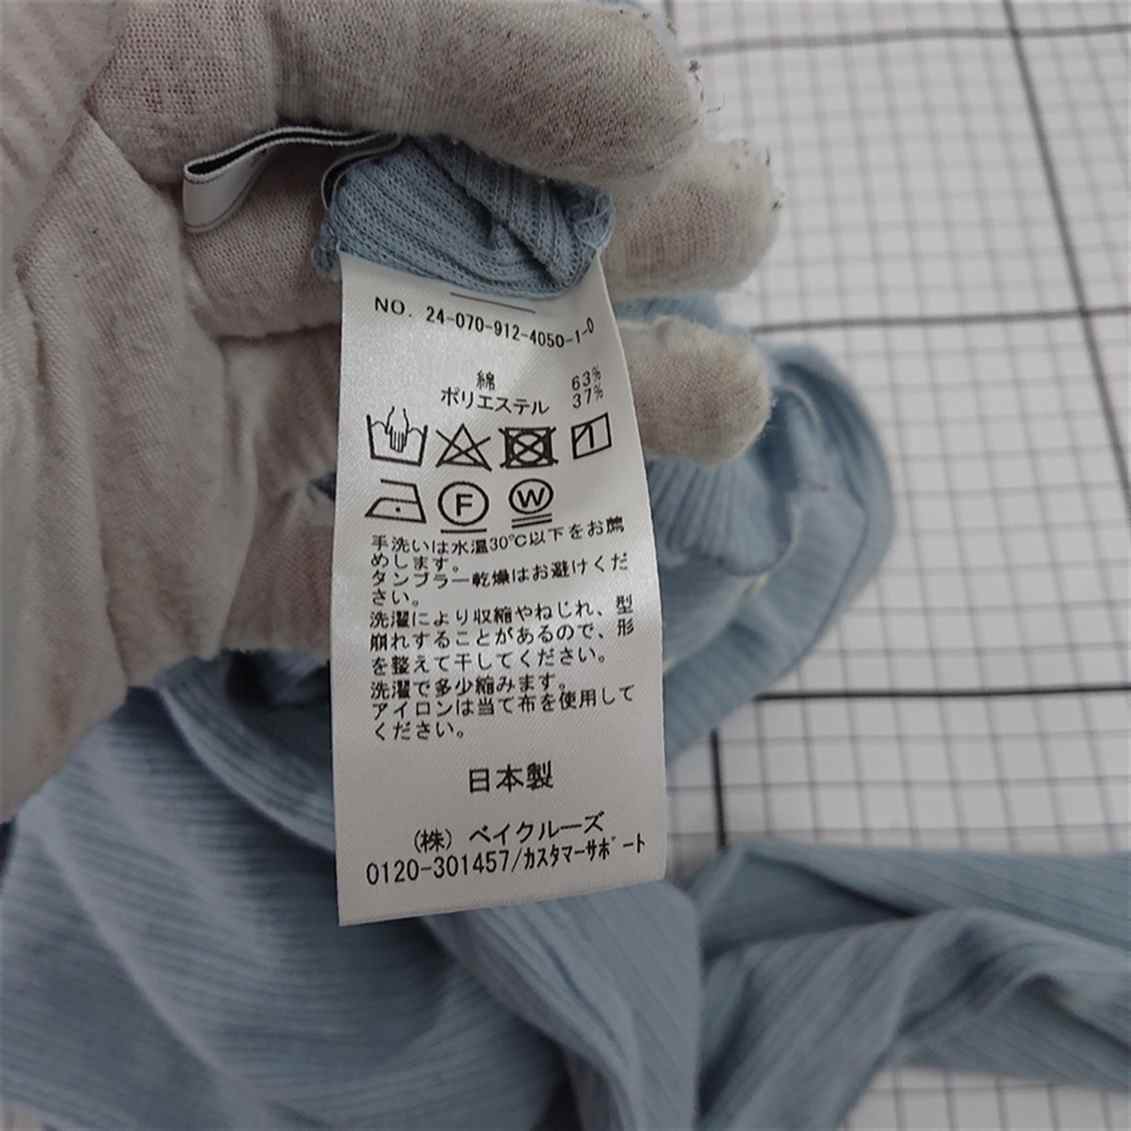 NO. 24-070-912-4050-1-0
綿 63%
ポリエステル 37%
F W
手洗いは水温30℃以下をお薦
めします。
タンブラー乾燥はお避けくだ
さい。
洗濯により収縮やねじれ、型
崩れすることがあるので、形
を整えて干してください。
洗濯で多少縮みます。
アイロンは当て布を使用して
ください。
日本製
(株) ベイクルーズ
0120-301457/カスタマーサポート